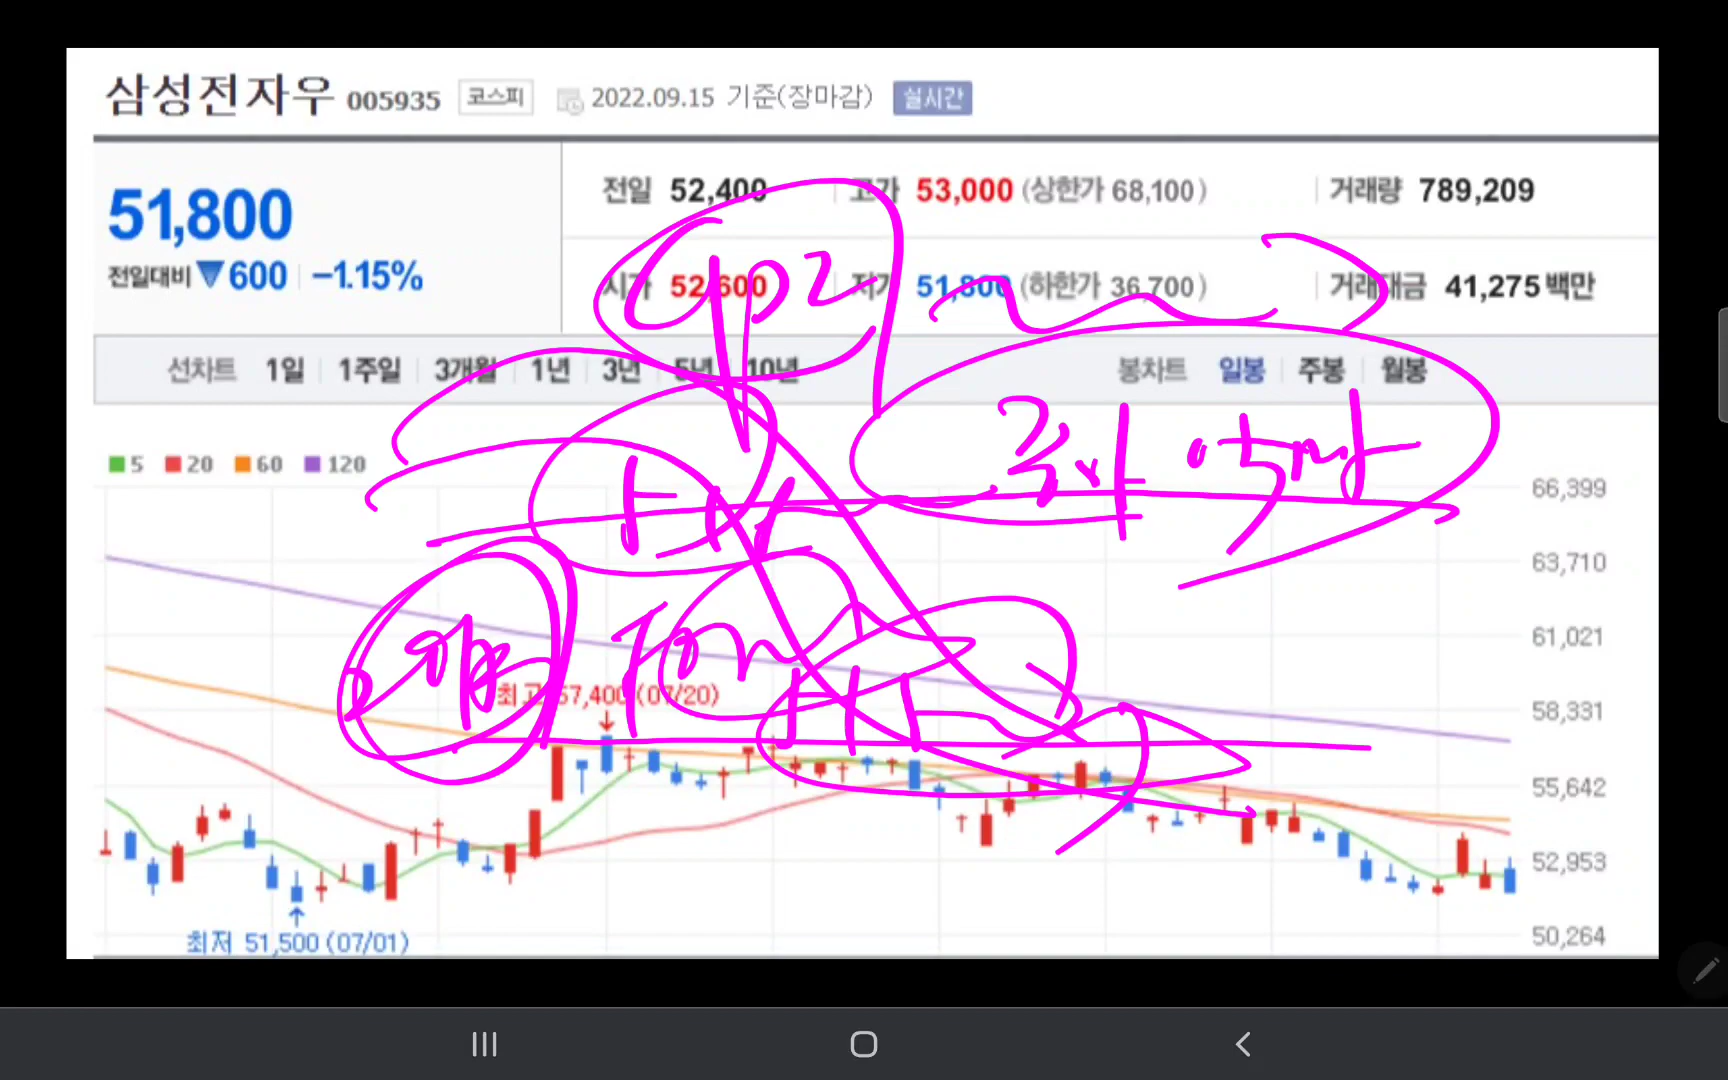 삼성전자우 005935 코스피 2022.09.15 기준(장마감) 실시간
51,800
전일대비 ▼600 -1.15%
전일 52,400 고가 53,000 (상한가 68,100) 거래량 789,209
시가 52,600 저가 51,800 (하한가 36,700) 거래대금 41,275 백만
선차트 1일 1주일 3개월 1년 3년 5년 10년 봉차트 일봉 주봉 월봉
5 20 60 120
66,399
63,710
61,021
최고 57,400 (07/20)
58,331
55,642
52,953
최저 51,500 (07/01)
50,264